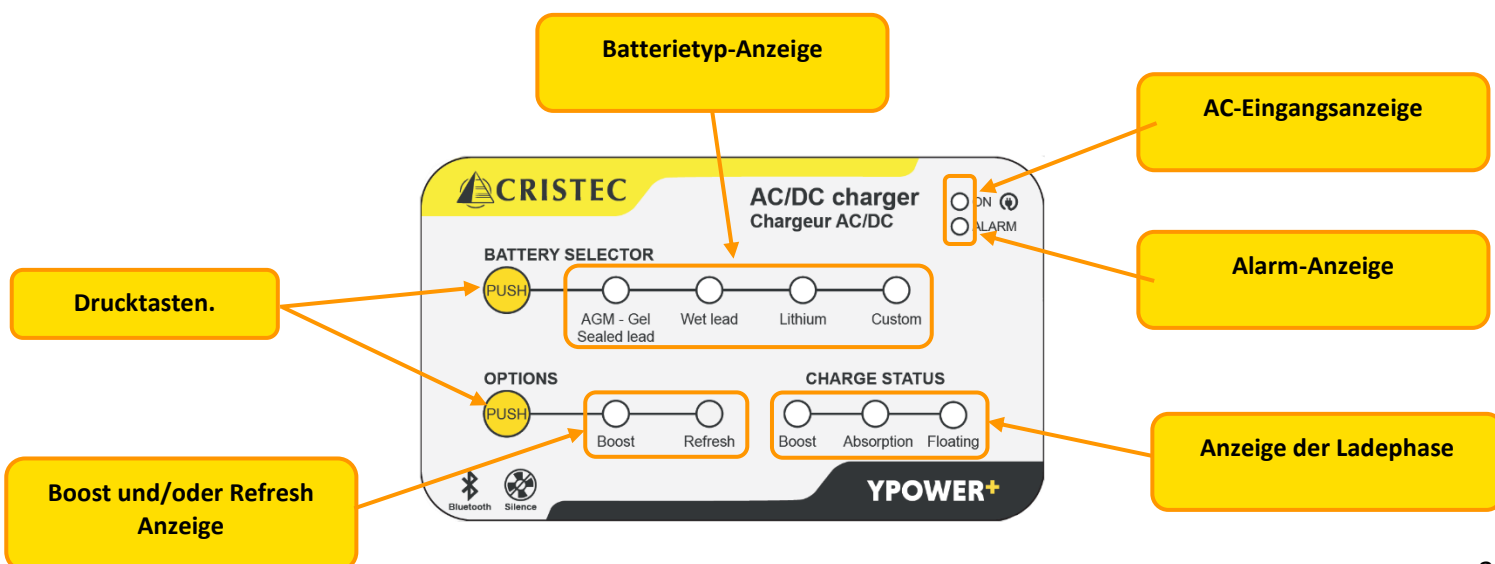 Batterietyp-Anzeige
AC-Eingangsanzeige
CRISTEC
AC/DC charger
Chargeur AC/DC
ON
ALARM
Alarm-Anzeige
BATTERY SELECTOR
Drucktasten.
PUSH
AGM - Gel
Sealed lead
Wet lead
Lithium
Custom
OPTIONS
PUSH
Boost
Refresh
CHARGE STATUS
Boost
Absorption
Floating
Anzeige der Ladephase
Boost und/oder Refresh
Anzeige
Bluetooth
Silence
YPOWER+